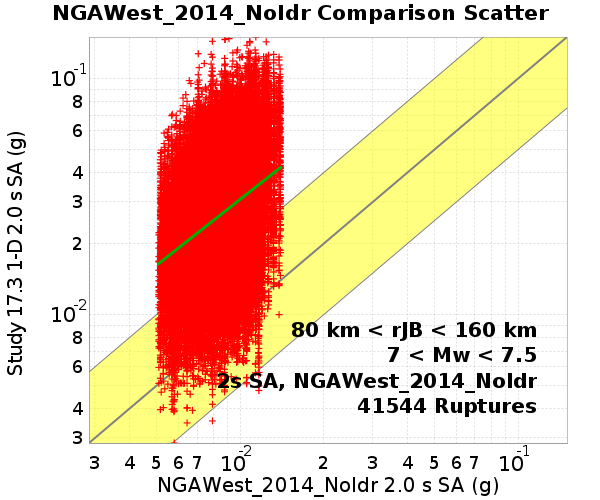 NGAWest_2014_NoIdr Comparison Scatter
Study 17.3 1-D 2.0 s SA (g)
10-1
8
6
4
3
2
10-2
8
6
4
3
80 km < rJB < 160 km
7 < Mw < 7.5
2s SA, NGAWest_2014_NoIdr
41544 Ruptures
3 4 5 6 7 10-2 2 3 4 5 6 7 10-1
NGAWest_2014_NoIdr 2.0 s SA (g)